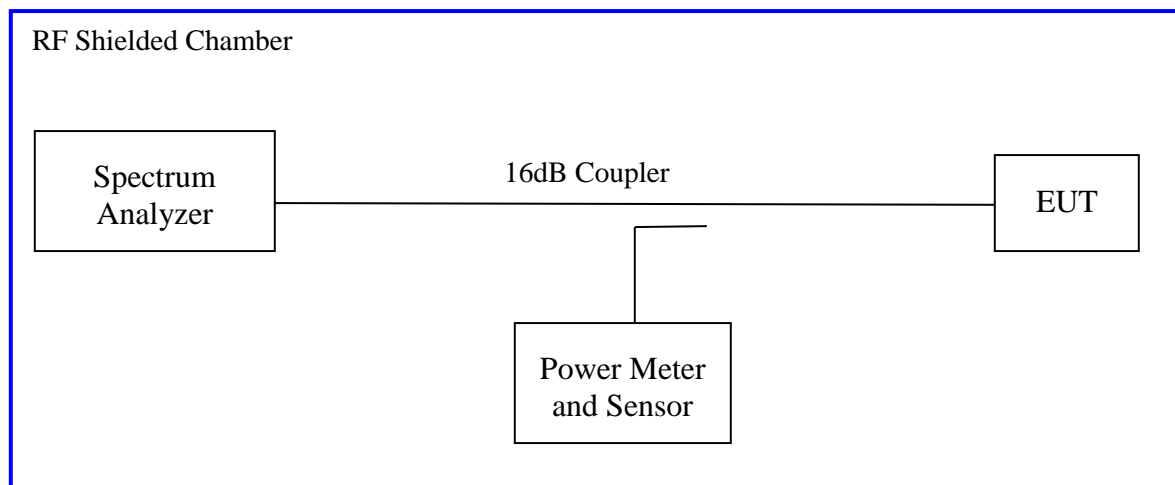 RF Shielded Chamber
16dB Coupler
Spectrum
Analyzer
EUT
Power Meter
and Sensor